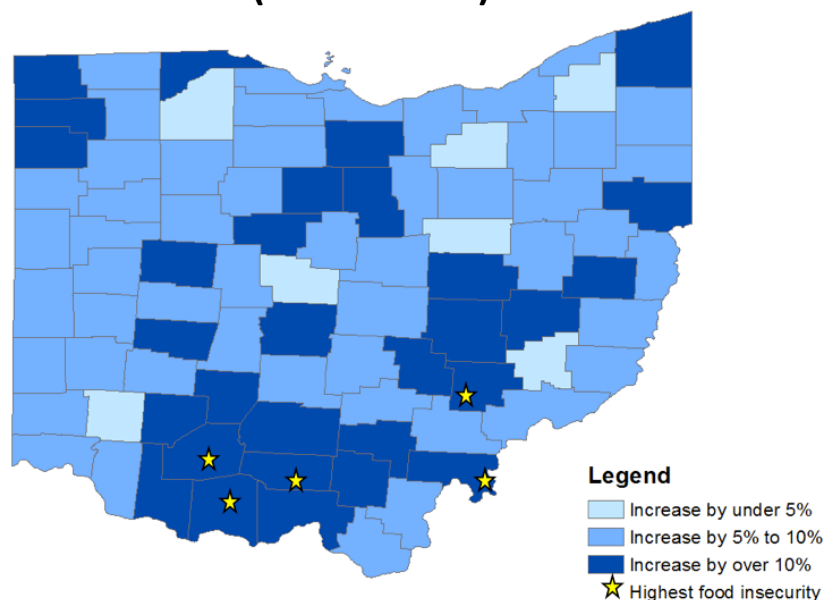 Legend
Increase by under 5%
Increase by 5% to 10%
Increase by over 10%
Highest food insecurity